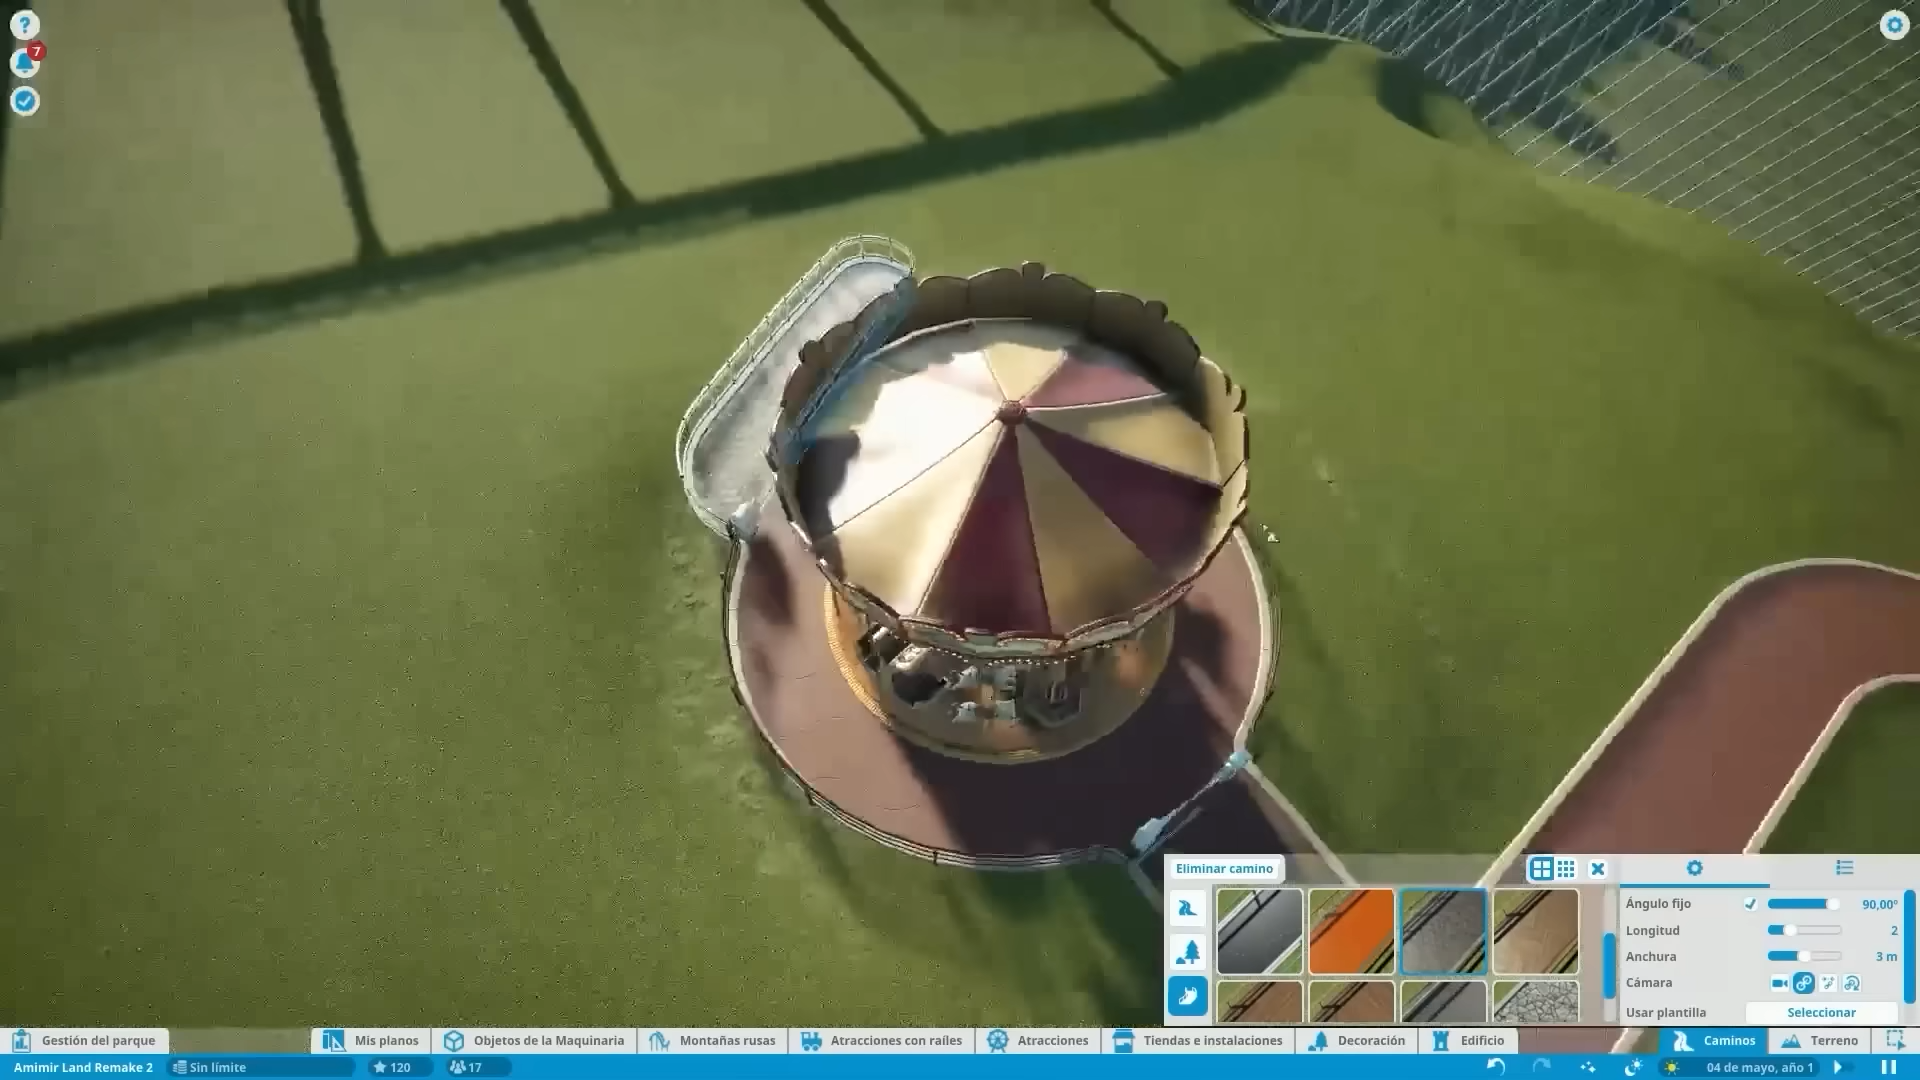 ?
7
Eliminar camino
Ángulo fijo 90,00º
Longitud 2
Anchura 3 m
Cámara
Usar plantilla Seleccionar
Gestión del parque Mis planos Objetos de la Maquinaria Montañas rusas Atracciones con raíles Atracciones Tiendas e instalaciones Decoración Edificio Caminos Terreno
Amimir Land Remake 2 Sin límite 120 17 04 de mayo, año 1